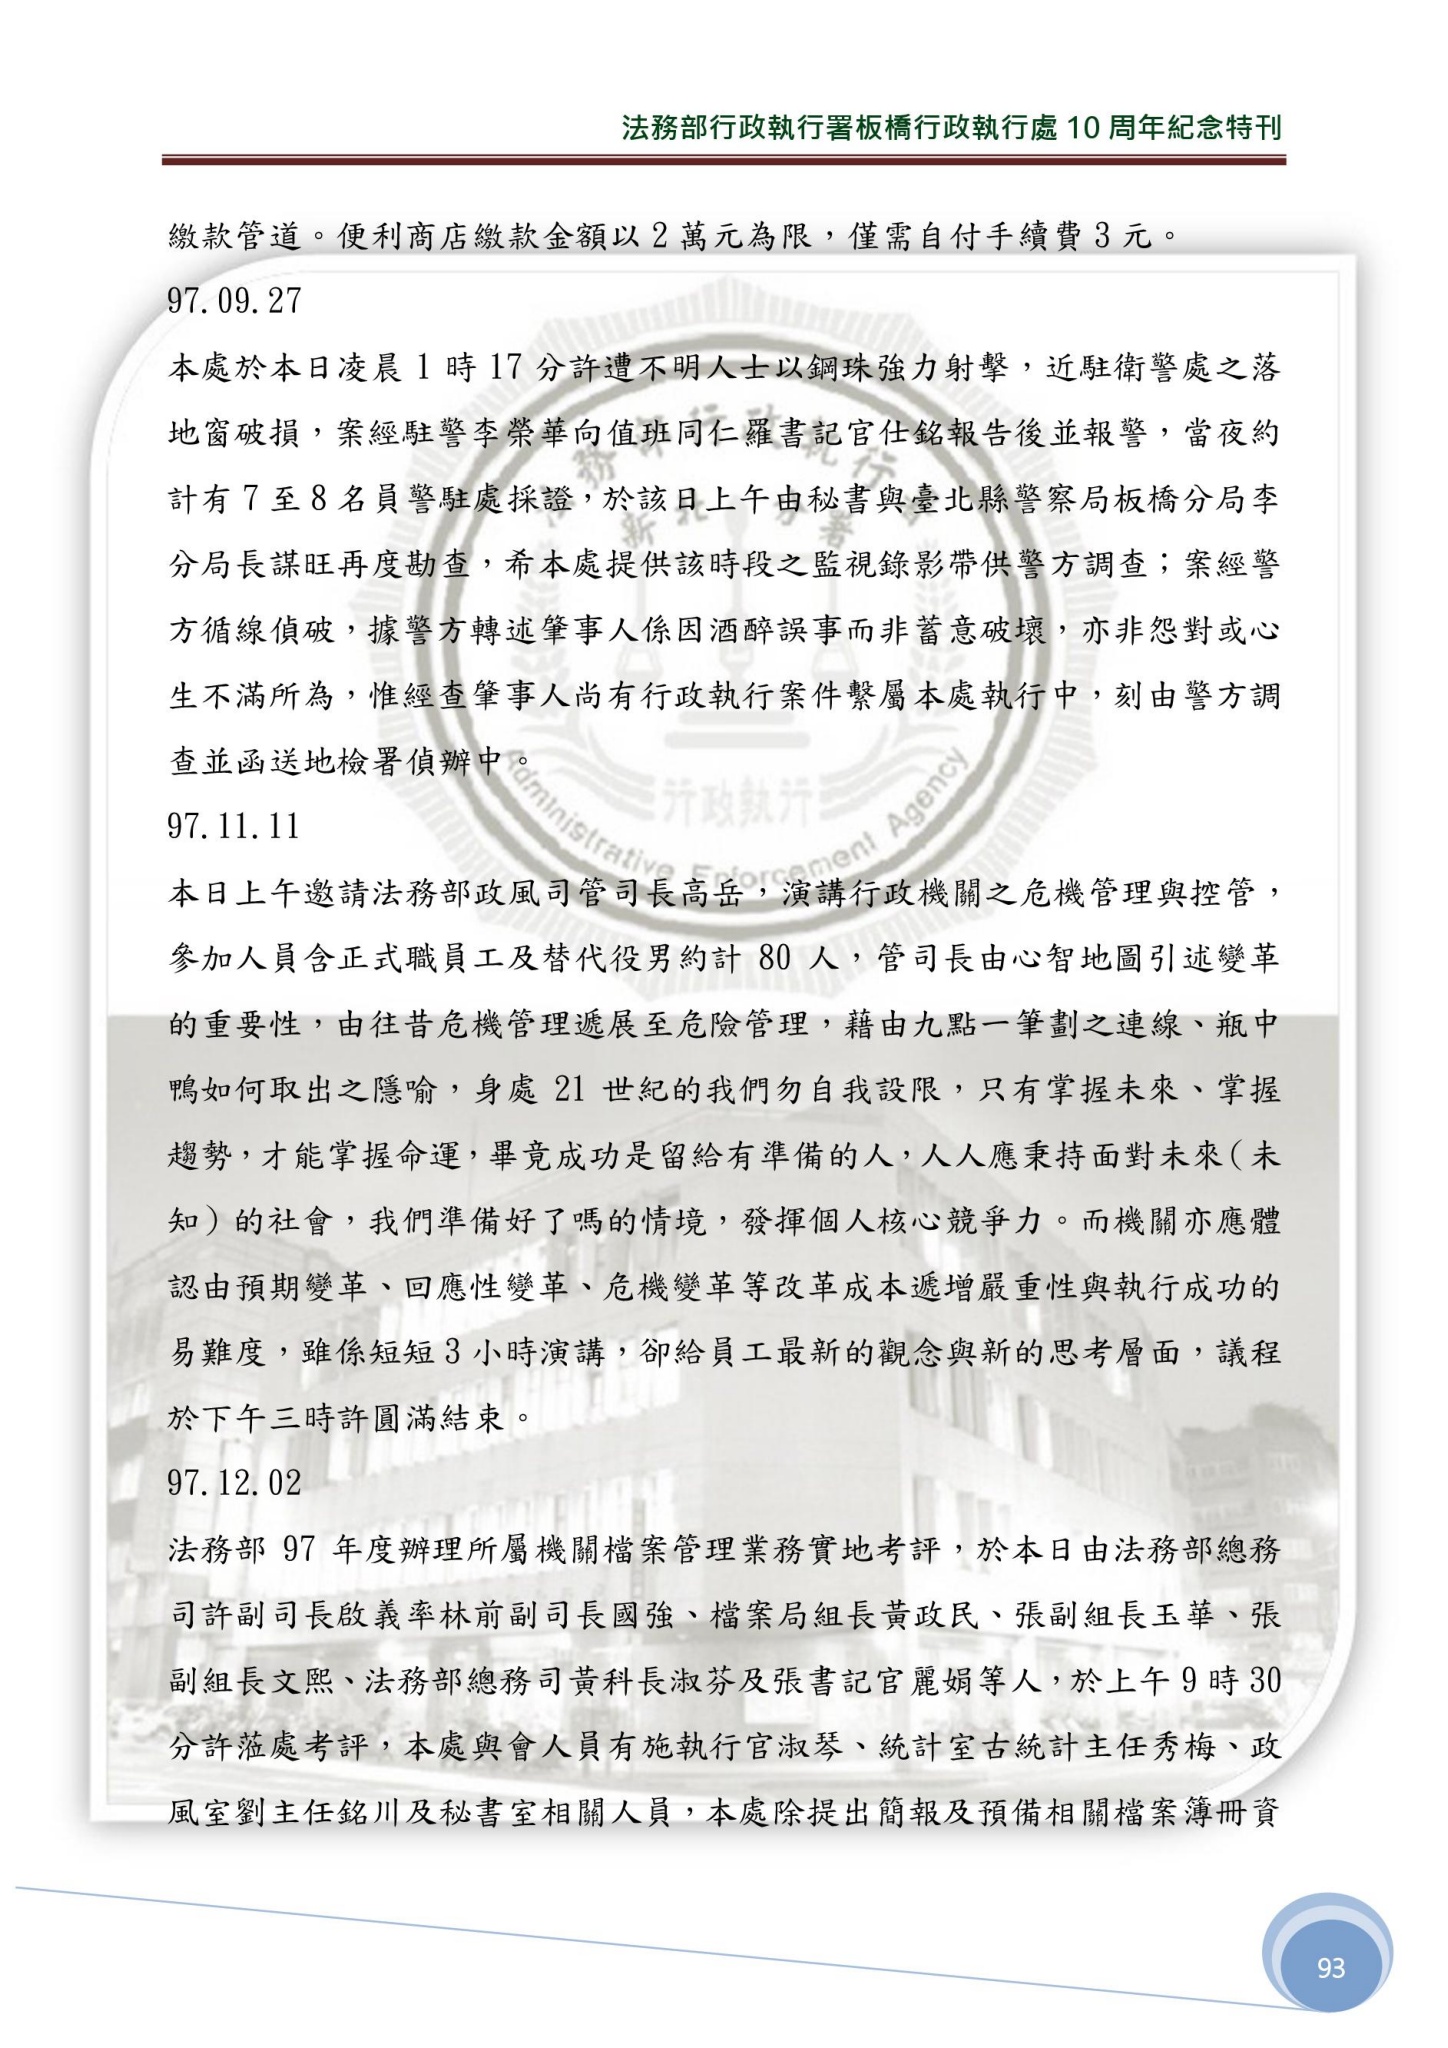 法務部行政執行署板橋行政執行處 10 周年紀念特刊
繳款管道。便利商店繳款金額以 2 萬元為限，僅需自付手續費 3 元。
97.09.27
本處於本日凌晨 1 時 17 分許遭不明人士以鋼珠強力射擊，近駐衛警處之落
地窗破損，案經駐警李榮華向值班同仁羅書記官仕銘報告後並報警，當夜約
計有 7 至 8 名員警駐處採證，於該日上午由秘書與臺北縣警察局板橋分局李
分局長謀旺再度勘查，希本處提供該時段之監視錄影帶供警方調查；案經警
方循線偵破，據警方轉述肇事人係因酒醉誤事而非蓄意破壞，亦非怨對或心
生不滿所為，惟經查肇事人尚有行政執行案件繫屬本處執行中，刻由警方調
查並函送地檢署偵辦中。
97.11.11
本日上午邀請法務部政風司管司長高岳，演講行政機關之危機管理與控管，
參加人員含正式職員工及替代役男約計 80 人，管司長由心智地圖引述變革
的重要性，由往昔危機管理遞展至危險管理，藉由九點一筆劃之連線、瓶中
鴨如何取出之隱喻，身處 21 世紀的我們勿自我設限，只有掌握未來、掌握
趨勢，才能掌握命運，畢竟成功是留給有準備的人，人人應秉持面對未來（未
知）的社會，我們準備好了嗎的情境，發揮個人核心競爭力。而機關亦應體
認由預期變革、回應性變革、危機變革等改革成本遞增嚴重性與執行成功的
易難度，雖係短短 3 小時演講，卻給員工最新的觀念與新的思考層面，議程
於下午三時許圓滿結束。
97.12.02
法務部 97 年度辦理所屬機關檔案管理業務實地考評，於本日由法務部總務
司許副司長啟義率林前副司長國強、檔案局組長黃政民、張副組長玉華、張
副組長文熙、法務部總務司黃科長淑芬及張書記官麗娟等人，於上午 9 時 30
分許蒞處考評，本處與會人員有施執行官淑琴、統計室古統計主任秀梅、政
風室劉主任銘川及秘書室相關人員，本處除提出簡報及預備相關檔案簿冊資
法務部行政執行署
新北分署
行政執行
Administrative Enforcement Agency
93